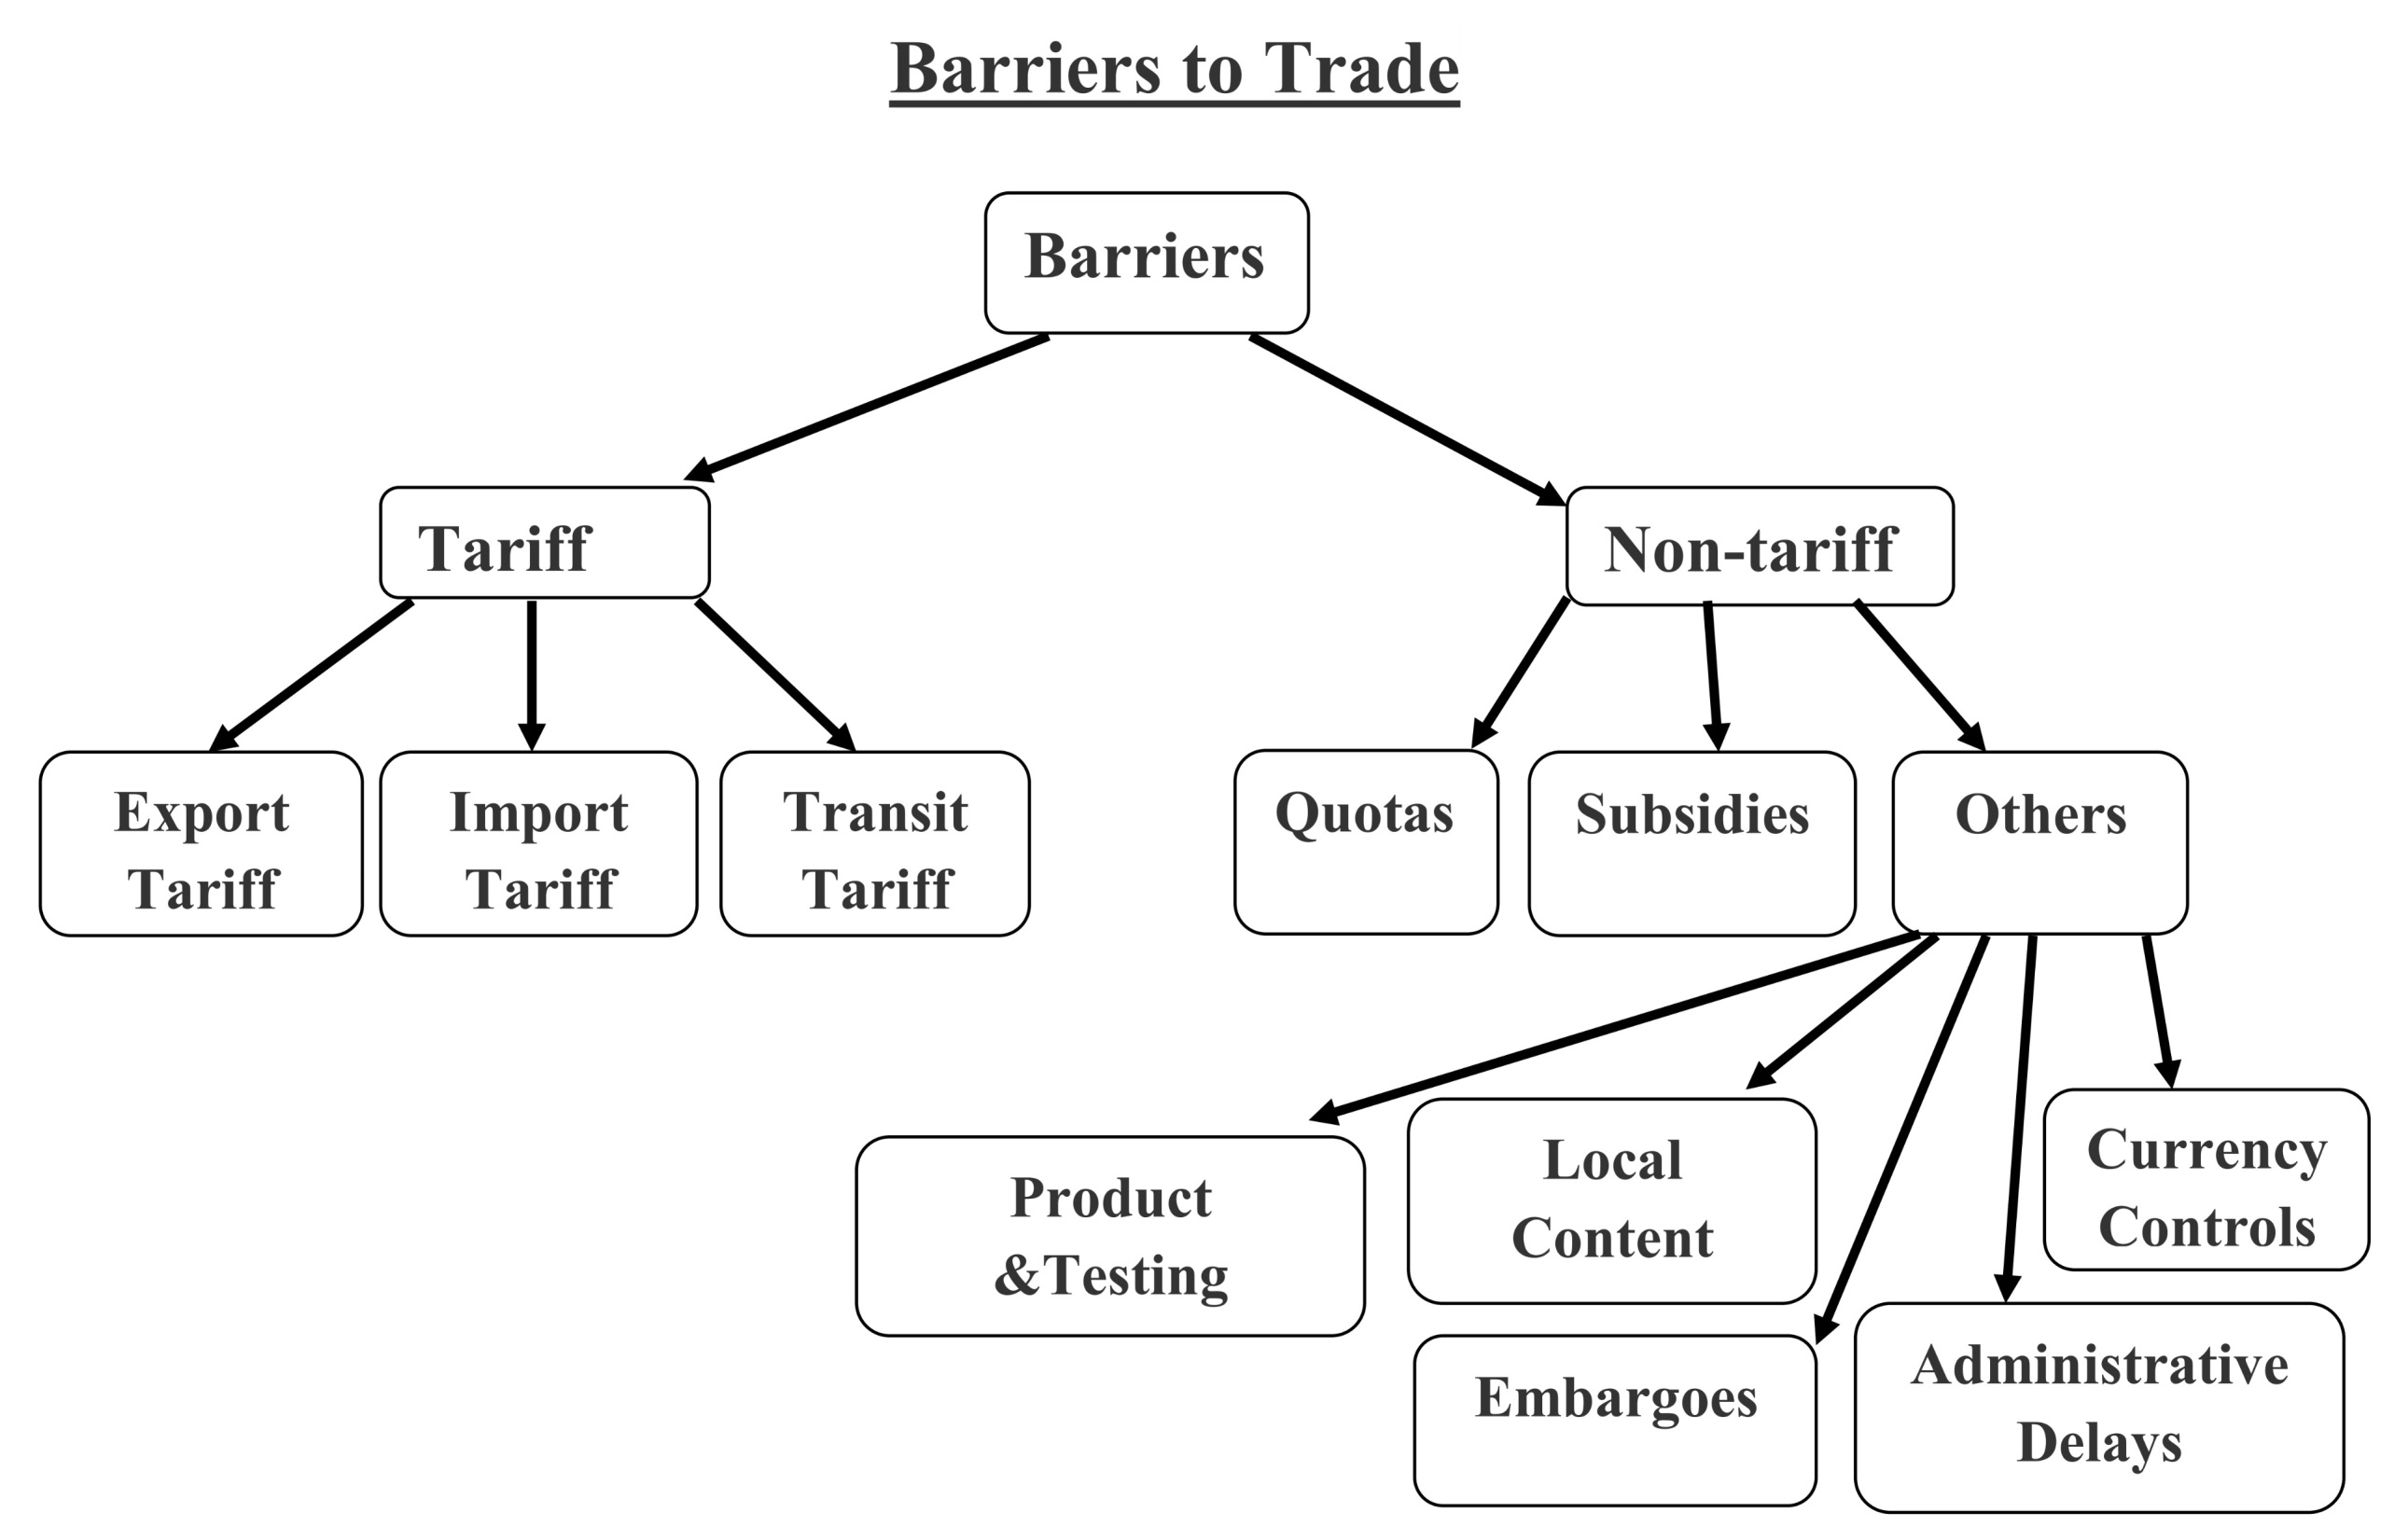 Barriers to Trade
Barriers
Tariff
Non-tariff
Export
Tariff
Import
Tariff
Transit
Tariff
Quotas
Subsidies
Others
Product
&Testing
Local
Content
Currency
Controls
Embargoes
Administrative
Delays